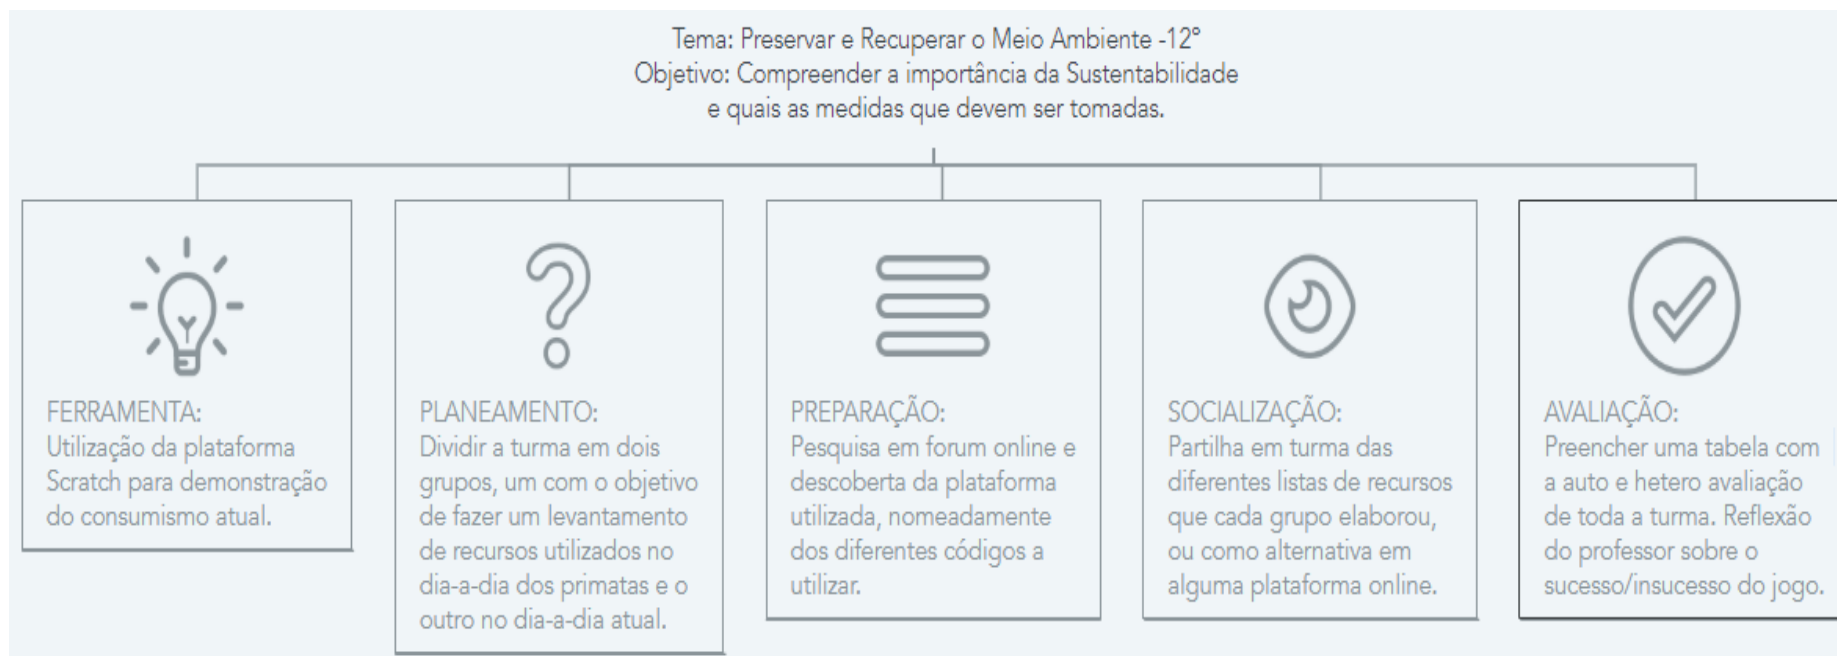 Tema: Preservar e Recuperar o Meio Ambiente -12º
Objetivo: Compreender a importância da Sustentabilidade
e quais as medidas que devem ser tomadas.
FERRAMENTA:
Utilização da plataforma
Scratch para demonstração
do consumismo atual.
PLANEAMENTO:
Dividir a turma em dois
grupos, um com o objetivo
de fazer um levantamento
de recursos utilizados no
dia-a-dia dos primatas e o
outro no dia-a-dia atual.
PREPARAÇÃO:
Pesquisa em forum online e
descoberta da plataforma
utilizada, nomeadamente
dos diferentes códigos a
utilizar.
SOCIALIZAÇÃO:
Partilha em turma das
diferentes listas de recursos
que cada grupo elaborou,
ou como alternativa em
alguma plataforma online.
AVALIAÇÃO:
Preencher uma tabela com
a auto e hetero avaliação
de toda a turma. Reflexão
do professor sobre o
sucesso/insucesso do jogo.